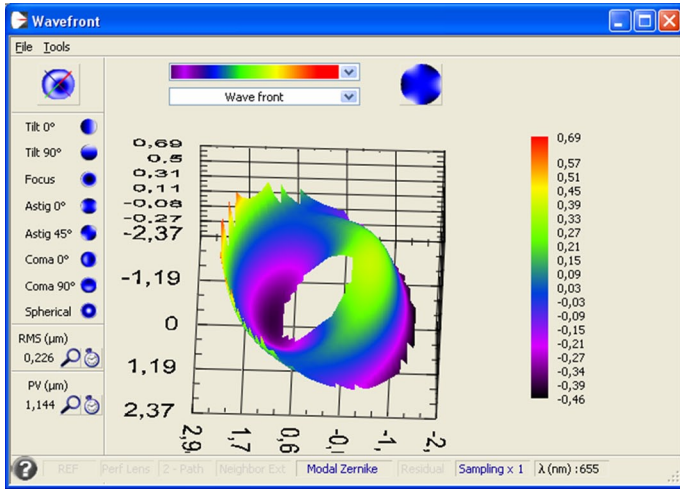 Wavefront
File Tools
Wave front
Tilt 0°
Tilt 90°
Focus
Astig 0°
Astig 45°
Coma 0°
Coma 90°
Spherical
RMS (µm)
0,226
PV (µm)
1,144
0,69
0,5
0,31
0,11
-0,08
-0,27
-2,37
-1,19
0
1,19
2,37
2,9
1,7
0,6
-0,
-1,
-2,
0,69
0,57
0,51
0,45
0,39
0,33
0,27
0,21
0,15
0,09
0,03
-0,03
-0,09
-0,15
-0,21
-0,27
-0,34
-0,39
-0,46
? REF Perf Lens 2 - Path Neighbor Ext Modal Zernike Residual Sampling x 1 λ (nm) :655